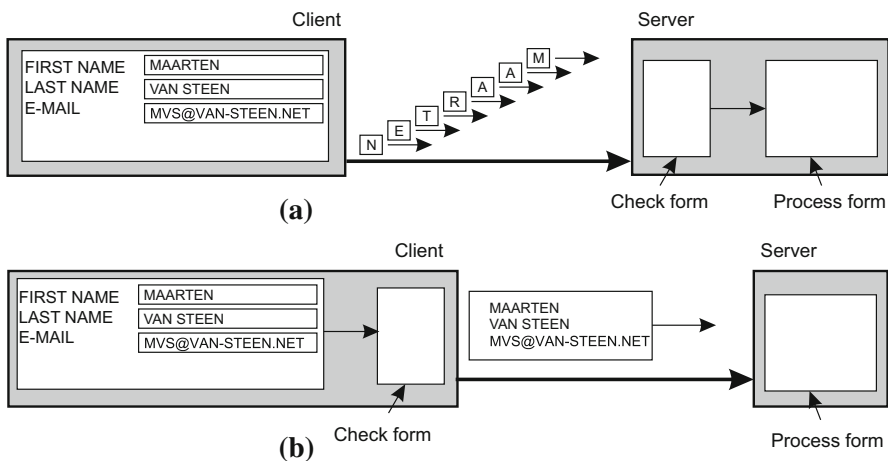 Client
Server
FIRST NAME MAARTEN
LAST NAME VAN STEEN
E-MAIL MVS@VAN-STEEN.NET
N E T R A A M
Check form
Process form
(a)
Client
Server
FIRST NAME MAARTEN
LAST NAME VAN STEEN
E-MAIL MVS@VAN-STEEN.NET
MAARTEN
VAN STEEN
MVS@VAN-STEEN.NET
Check form
Process form
(b)